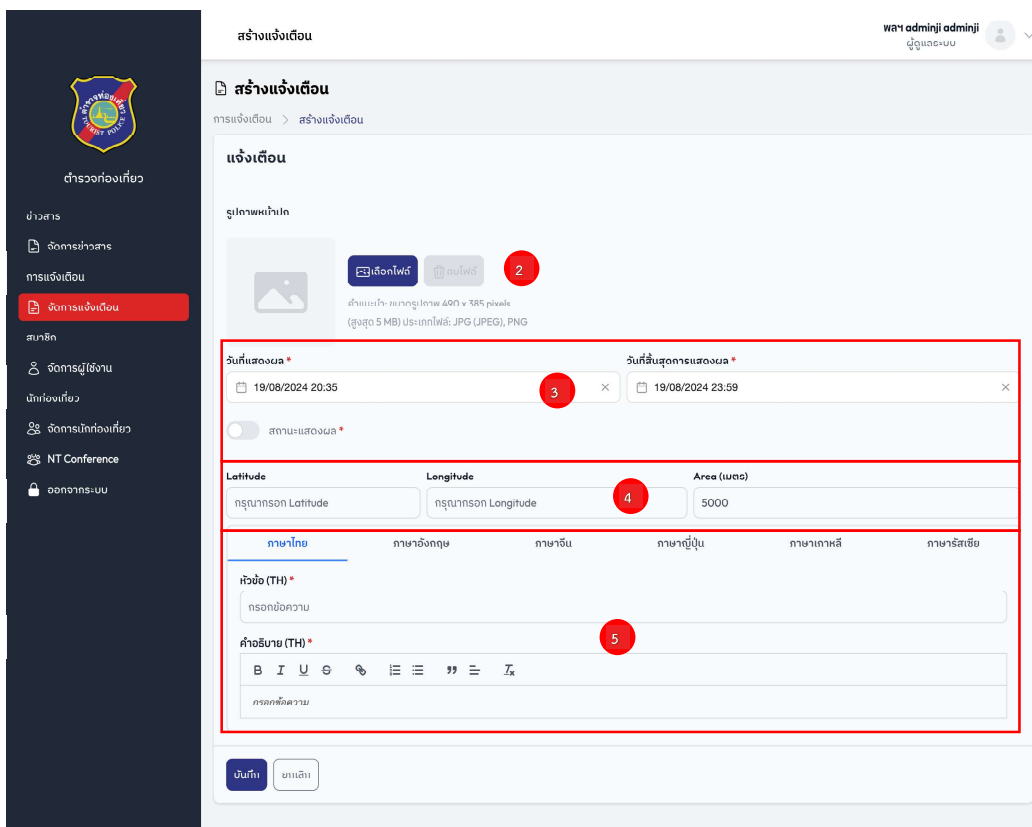 สร้างแจ้งเตือน
พลฯ adminji adminji
ผู้ดูแลระบบ
ตำรวจท่องเที่ยว
TOURIST POLICE
ตำรวจท่องเที่ยว
ข่าวสาร
จัดการข่าวสาร
การแจ้งเตือน
จัดการแจ้งเตือน
สมาชิก
จัดการผู้ใช้งาน
นักท่องเที่ยว
จัดการนักท่องเที่ยว
NT Conference
ออกจากระบบ
สร้างแจ้งเตือน
การแจ้งเตือน > สร้างแจ้งเตือน
แจ้งเตือน
รูปภาพหน้าปก
เลือกไฟล์ ลบไฟล์ 2
คำแนะนำ: ขนาดรูปภาพ 490 x 385 pixels
(สูงสุด 5 MB) ประเภทไฟล์: JPG (JPEG), PNG
วันที่แสดงผล * วันที่สิ้นสุดการแสดงผล *
19/08/2024 20:35 3 19/08/2024 23:59
สถานะแสดงผล *
Latitude Longitude Area (เมตร)
กรุณากรอก Latitude กรุณากรอก Longitude 4 5000
ภาษาไทย ภาษาอังกฤษ ภาษาจีน ภาษาญี่ปุ่น ภาษาเกาหลี ภาษารัสเซีย
หัวข้อ (TH) *
กรอกข้อความ
คำอธิบาย (TH) * 5
B I U S
กรอกข้อความ
บันทึก ยกเลิก